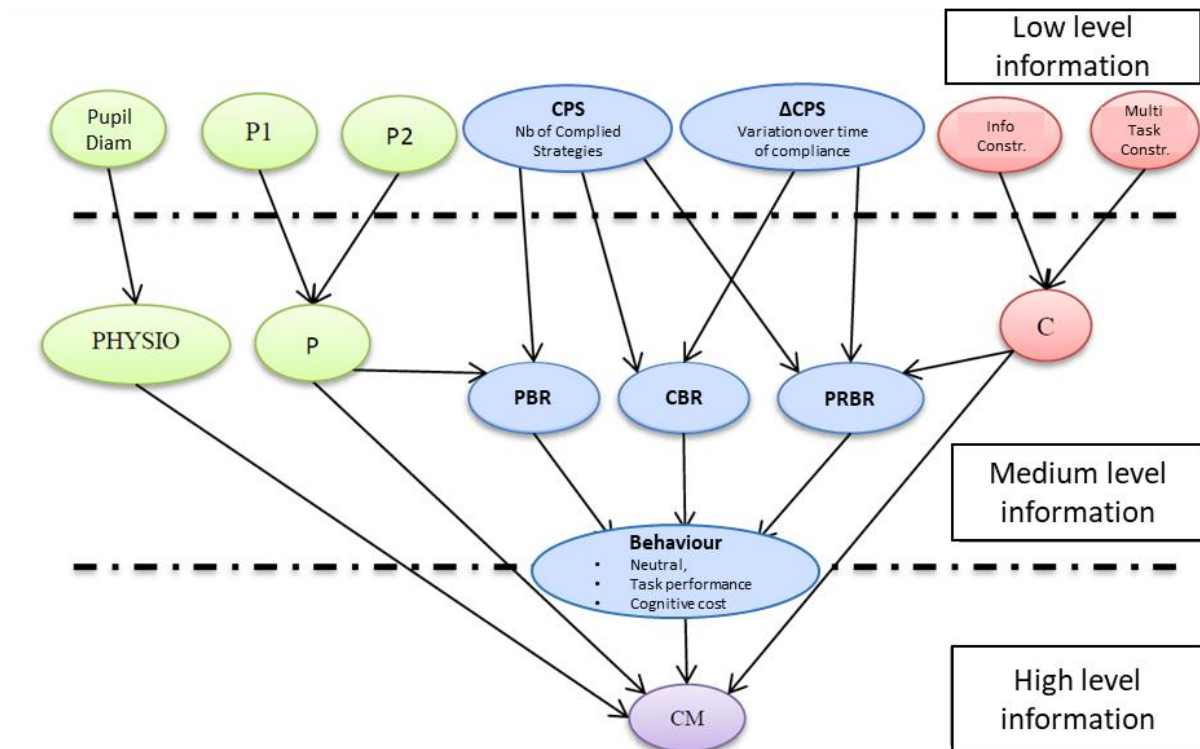 Low level
information
Pupil
Diam
P1
P2
CPS
Nb of Complied
Strategies
ΔCPS
Variation over time
of compliance
Info
Constr.
Multi
Task
Constr.
PHYSIO
P
C
PBR
CBR
PRBR
Medium level
information
Behaviour
• Neutral,
• Task performance
• Cognitive cost
High level
information
CM